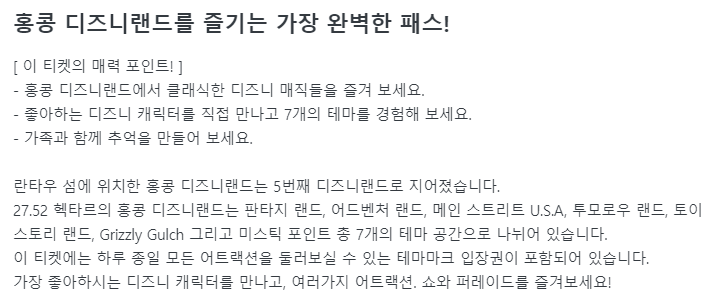 홍콩 디즈니랜드를 즐기는 가장 완벽한 패스!
[ 이 티켓의 매력 포인트! ]
- 홍콩 디즈니랜드에서 클래식한 디즈니 매직들을 즐겨 보세요.
- 좋아하는 디즈니 캐릭터를 직접 만나고 7개의 테마를 경험해 보세요.
- 가족과 함께 추억을 만들어 보세요.
란타우 섬에 위치한 홍콩 디즈니랜드는 5번째 디즈니랜드로 지어졌습니다.
27.52 헥타르의 홍콩 디즈니랜드는 판타지 랜드, 어드벤처 랜드, 메인 스트리트 U.S.A, 투모로우 랜드, 토이
스토리 랜드, Grizzly Gulch 그리고 미스틱 포인트 총 7개의 테마 공간으로 나뉘어 있습니다.
이 티켓에는 하루 종일 모든 어트랙션을 둘러보실 수 있는 테마마크 입장권이 포함되어 있습니다.
가장 좋아하시는 디즈니 캐릭터를 만나고, 여러가지 어트랙션. 쇼와 퍼레이드를 즐겨보세요!